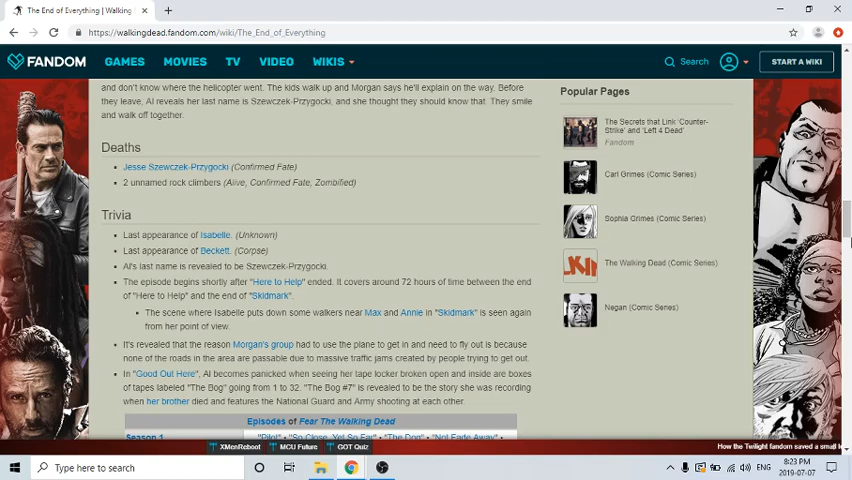 The End of Everything | Walking
https://walkingdead.fandom.com/wiki/The_End_of_Everything
FANDOM
GAMES
MOVIES
TV
VIDEO
WIKIS
Search
START A WIKI
and don't know where the helicopter went. The kids walk up and Morgan says he'll explain on the way. Before
they leave, Al reveals her last name is Szewczek-Przygocki, and she thought they should know that. They smile
and walk off together.
Deaths
Jesse Szewczek-Przygocki (Confirmed Fate)
2 unnamed rock climbers (Alive, Confirmed Fate, Zombified)
Trivia
Last appearance of Isabelle. (Unknown)
Last appearance of Beckett. (Corpse)
Al's last name is revealed to be Szewczek-Przygocki.
The episode begins shortly after "Here to Help" ended. It covers around 72 hours of time between the end
of "Here to Help" and the end of "Skidmark".
The scene where Isabelle puts down some walkers near Max and Annie in "Skidmark" is seen again
from her point of view.
It's revealed that the reason Morgan's group had to use the plane to get in and need to fly out is because
none of the roads in the area are passable due to massive traffic jams created by people trying to get out.
In "Good Out Here", Al becomes panicked when seeing her tape locker broken open and inside are boxes
of tapes labeled "The Bog" going from 1 to 32. "The Bog #7" is revealed to be the story she was recording
when her brother died and features the National Guard and Army shooting at each other.
Episodes of Fear The Walking Dead
Season 1
"Pilot" • "So Close, Yet So Far" • "The Dog" • "Not Fade Away" •
Popular Pages
The Secrets that Link 'Counter-
Strike' and 'Left 4 Dead'
Fandom
Carl Grimes (Comic Series)
Sophia Grimes (Comic Series)
The Walking Dead (Comic Series)
Negan (Comic Series)
XMenReboot
MCU Future
GOT Quiz
How the Twilight fandom saved a small t
Type here to search
ENG
8:23 PM
2019-07-07